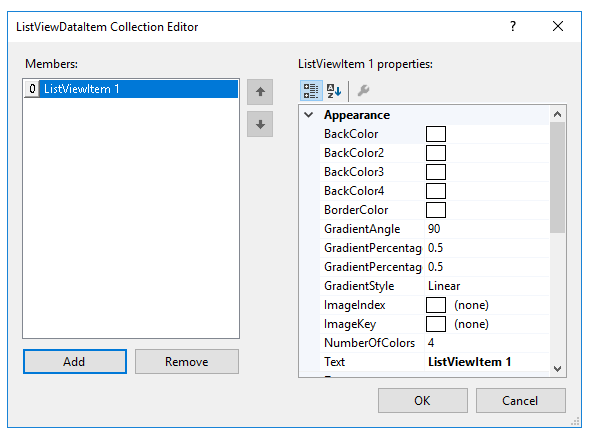 ListViewDataItem Collection Editor
?
Members:
ListViewItem 1 properties:
0 ListViewItem 1
Appearance
BackColor
BackColor2
BackColor3
BackColor4
BorderColor
GradientAngle 90
GradientPercentag 0.5
GradientPercentag 0.5
GradientStyle Linear
ImageIndex (none)
ImageKey (none)
NumberOfColors 4
Text ListViewItem 1
Add
Remove
OK
Cancel